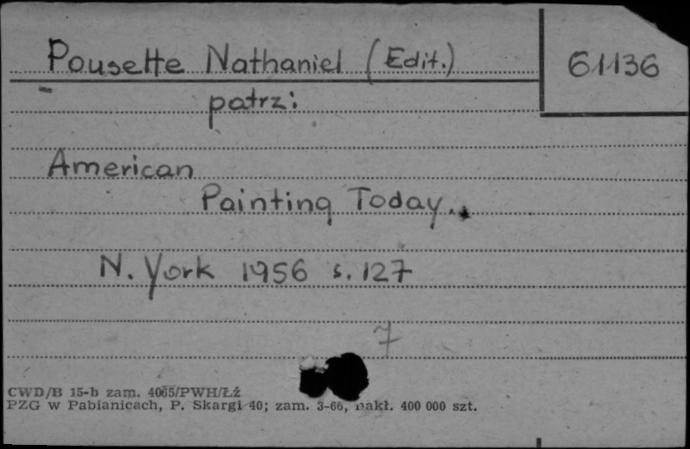 Pousette Nathaniel (Edit.)
61136
patrz:
American
Painting Today.
N. York 1956 s. 127
7
CWD/B 15-b zam. 4065/PWH/Łż
PZG w Pabianicach, P. Skargi 40; zam. 3-66, nakł. 400 000 szt.